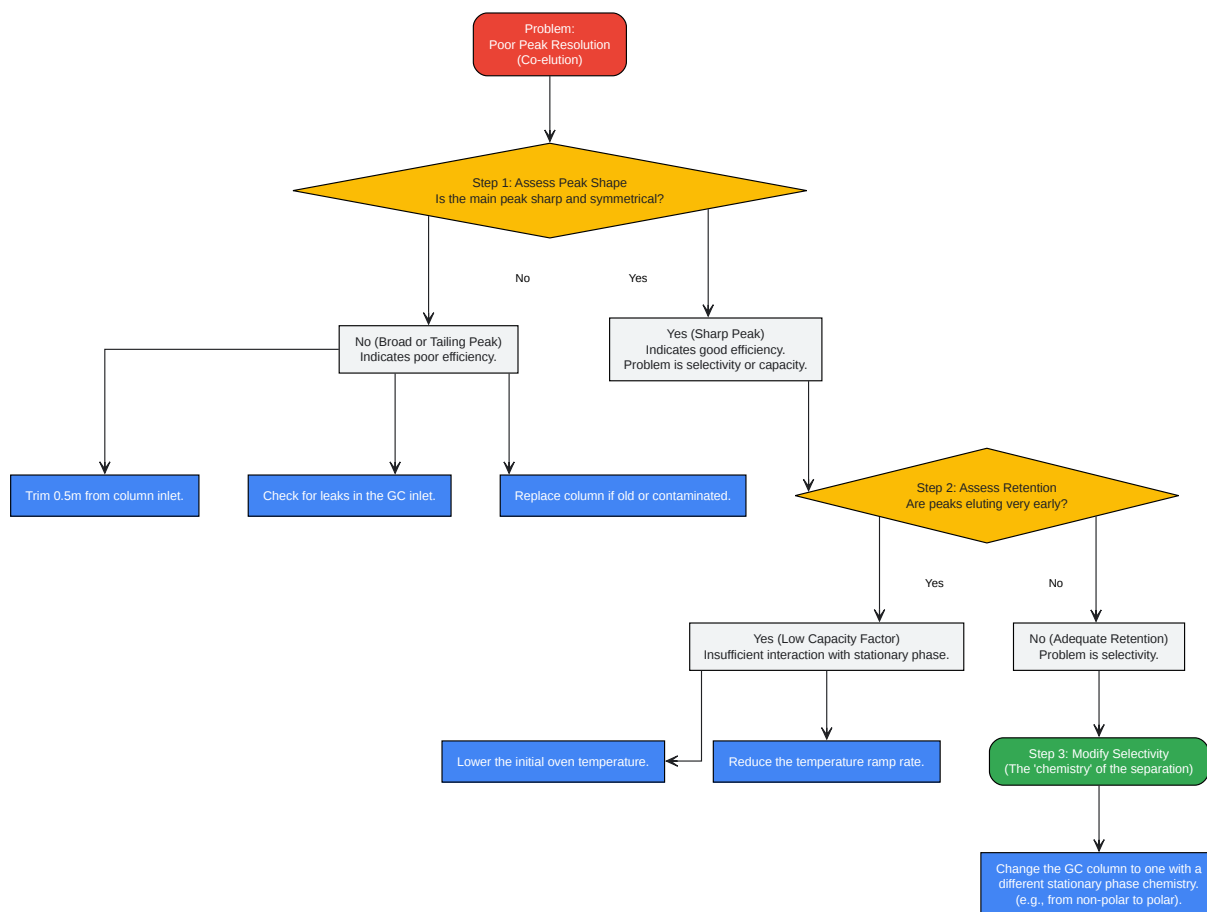 Problem:
Poor Peak Resolution
(Co-elution)
Step 1: Assess Peak Shape
Is the main peak sharp and symmetrical?
No
Yes
No (Broad or Tailing Peak)
Indicates poor efficiency.
Yes (Sharp Peak)
Indicates good efficiency.
Problem is selectivity or capacity.
Trim 0.5m from column inlet.
Check for leaks in the GC inlet.
Replace column if old or contaminated.
Step 2: Assess Retention
Are peaks eluting very early?
Yes
No
Yes (Low Capacity Factor)
Insufficient interaction with stationary phase.
No (Adequate Retention)
Problem is selectivity.
Lower the initial oven temperature.
Reduce the temperature ramp rate.
Step 3: Modify Selectivity
(The 'chemistry' of the separation)
Change the GC column to one with a
different stationary phase chemistry.
(e.g., from non-polar to polar).